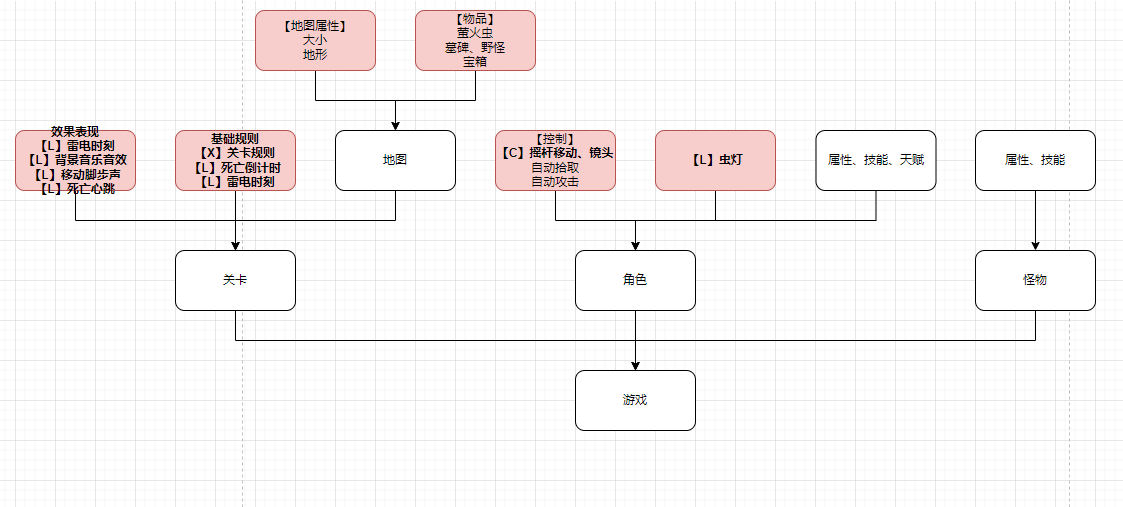 【地图属性】
大小
地形
【物品】
萤火虫
墓碑、野怪
宝箱
效果表现
【L】雷电时刻
【L】背景音乐音效
【L】移动脚步声
【L】死亡心跳
基础规则
【X】关卡规则
【L】死亡倒计时
【L】雷电时刻
地图
【控制】
【C】摇杆移动、镜头
自动拾取
自动攻击
【L】虫灯
属性、技能、天赋
属性、技能
关卡
角色
怪物
游戏